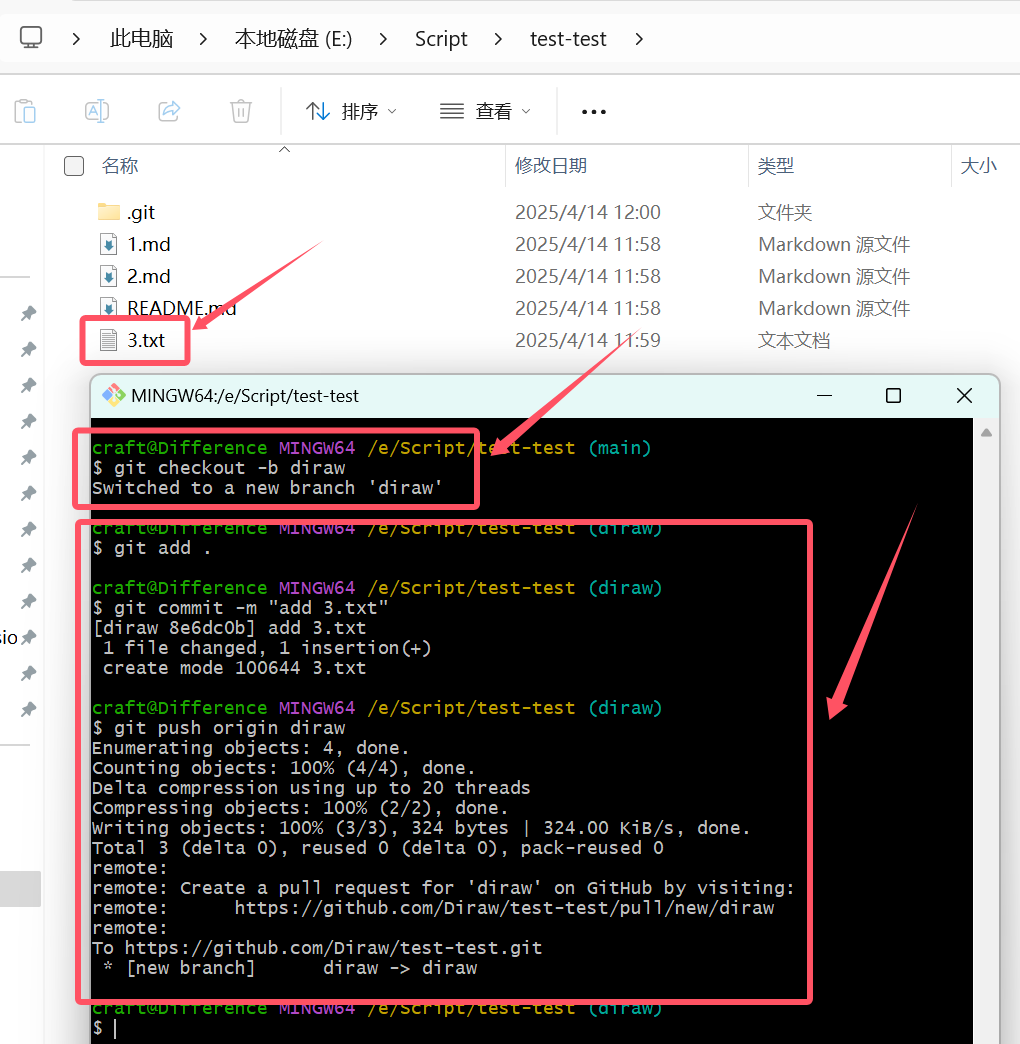 此电脑 > 本地磁盘 (E:) > Script > test-test >
排序 查看 •••
名称 修改日期 类型 大小
.git 2025/4/14 12:00 文件夹
1.md 2025/4/14 11:58 Markdown 源文件
2.md 2025/4/14 11:58 Markdown 源文件
README.md 2025/4/14 11:58 Markdown 源文件
3.txt 2025/4/14 11:59 文本文档
MINGW64:/e/Script/test-test
craft@Difference MINGW64 /e/Script/test-test (main)
$ git checkout -b diraw
Switched to a new branch 'diraw'
craft@Difference MINGW64 /e/Script/test-test (diraw)
$ git add .
craft@Difference MINGW64 /e/Script/test-test (diraw)
$ git commit -m "add 3.txt"
[diraw 8e6dc0b] add 3.txt
1 file changed, 1 insertion(+)
create mode 100644 3.txt
craft@Difference MINGW64 /e/Script/test-test (diraw)
$ git push origin diraw
Enumerating objects: 4, done.
Counting objects: 100% (4/4), done.
Delta compression using up to 20 threads
Compressing objects: 100% (2/2), done.
Writing objects: 100% (3/3), 324 bytes | 324.00 KiB/s, done.
Total 3 (delta 0), reused 0 (delta 0), pack-reused 0
remote:
remote: Create a pull request for 'diraw' on GitHub by visiting:
remote:      https://github.com/Diraw/test-test/pull/new/diraw
remote:
To https://github.com/Diraw/test-test.git
* [new branch]      diraw -> diraw
craft@Difference MINGW64 /e/Script/test-test (diraw)
$